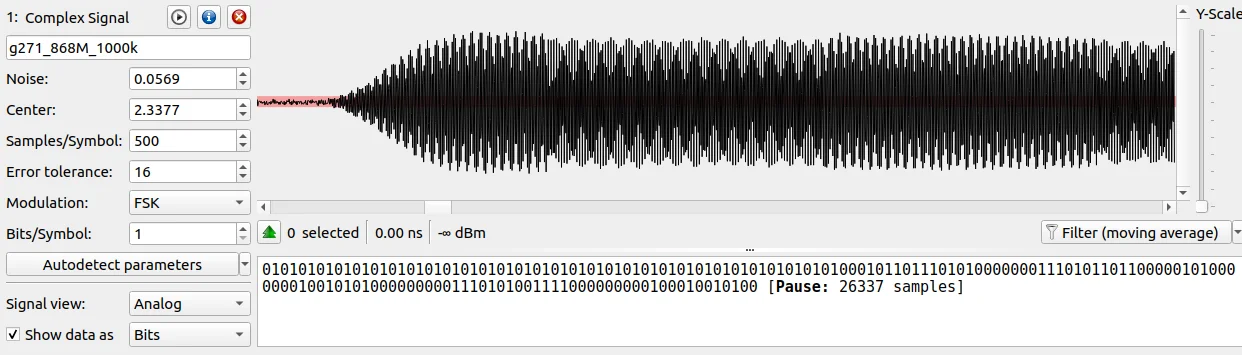 1: Complex Signal
g271_868M_1000k
Noise: 0.0569
Center: 2.3377
Samples/Symbol: 500
Error tolerance: 16
Modulation: FSK
Bits/Symbol: 1
Autodetect parameters
Signal view: Analog
Show data as Bits
Y-Scale
0 selected 0.00 ns -∞ dBm
Filter (moving average)
0101010101010101010101010101010101010101010101010101010101010100010110111010100000001110101101100000101000
000001001010100000000011101010011110000000000100010010100 [Pause: 26337 samples]